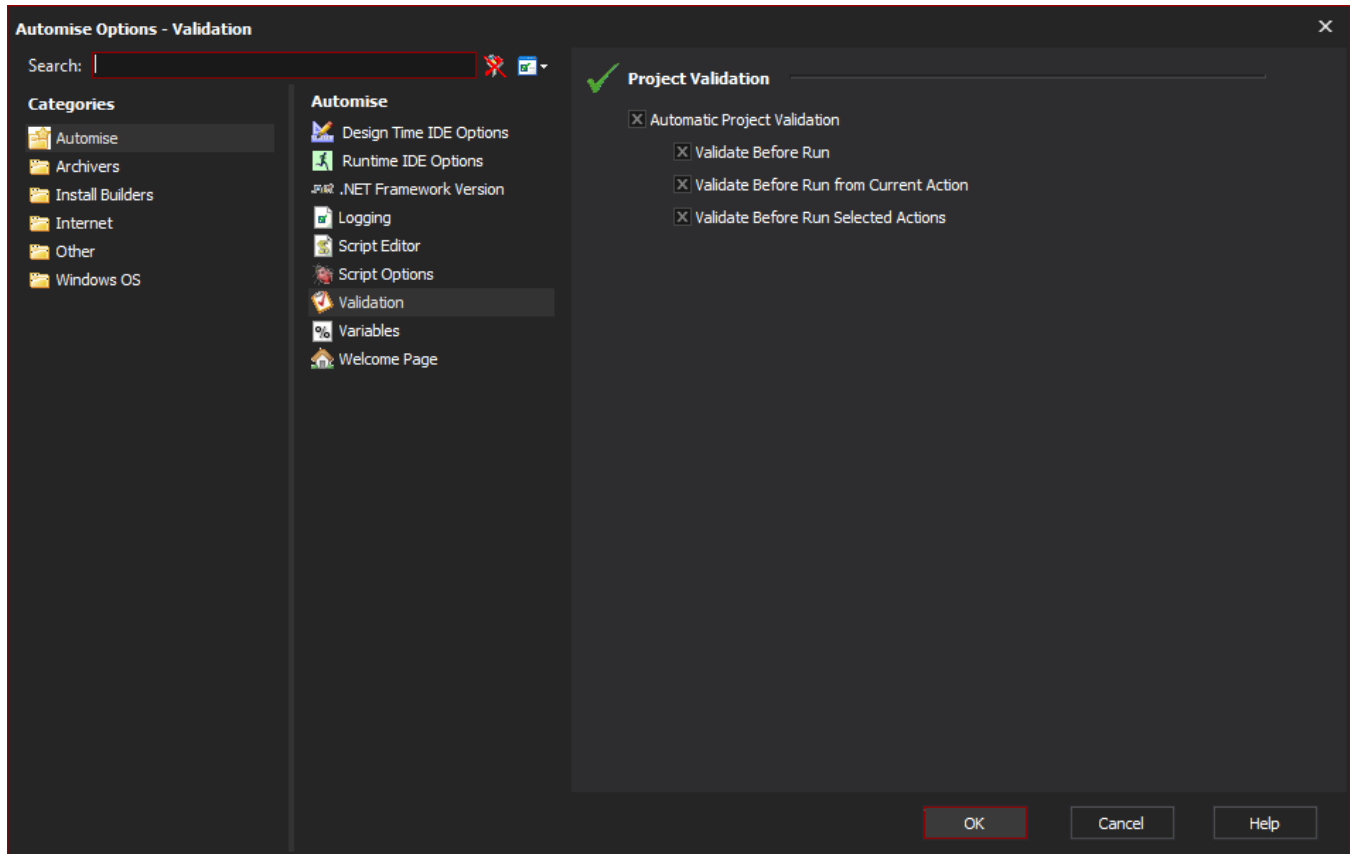 Automise Options - Validation
Search:
Categories
Automise
Archivers
Install Builders
Internet
Other
Windows OS
Automise
Design Time IDE Options
Runtime IDE Options
.NET Framework Version
Logging
Script Editor
Script Options
Validation
Variables
Welcome Page
Project Validation
Automatic Project Validation
Validate Before Run
Validate Before Run from Current Action
Validate Before Run Selected Actions
OK
Cancel
Help